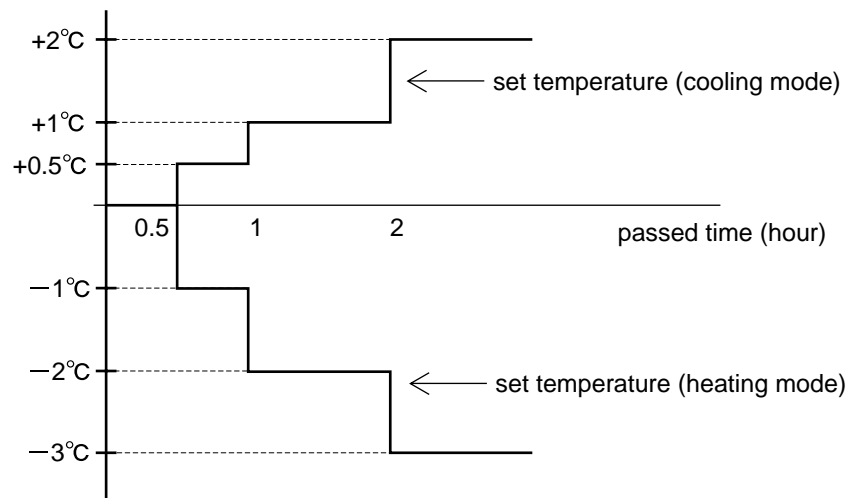 +2℃
set temperature (cooling mode)
+1℃
+0.5℃
0.5 1 2 passed time (hour)
−1℃
−2℃
set temperature (heating mode)
−3℃